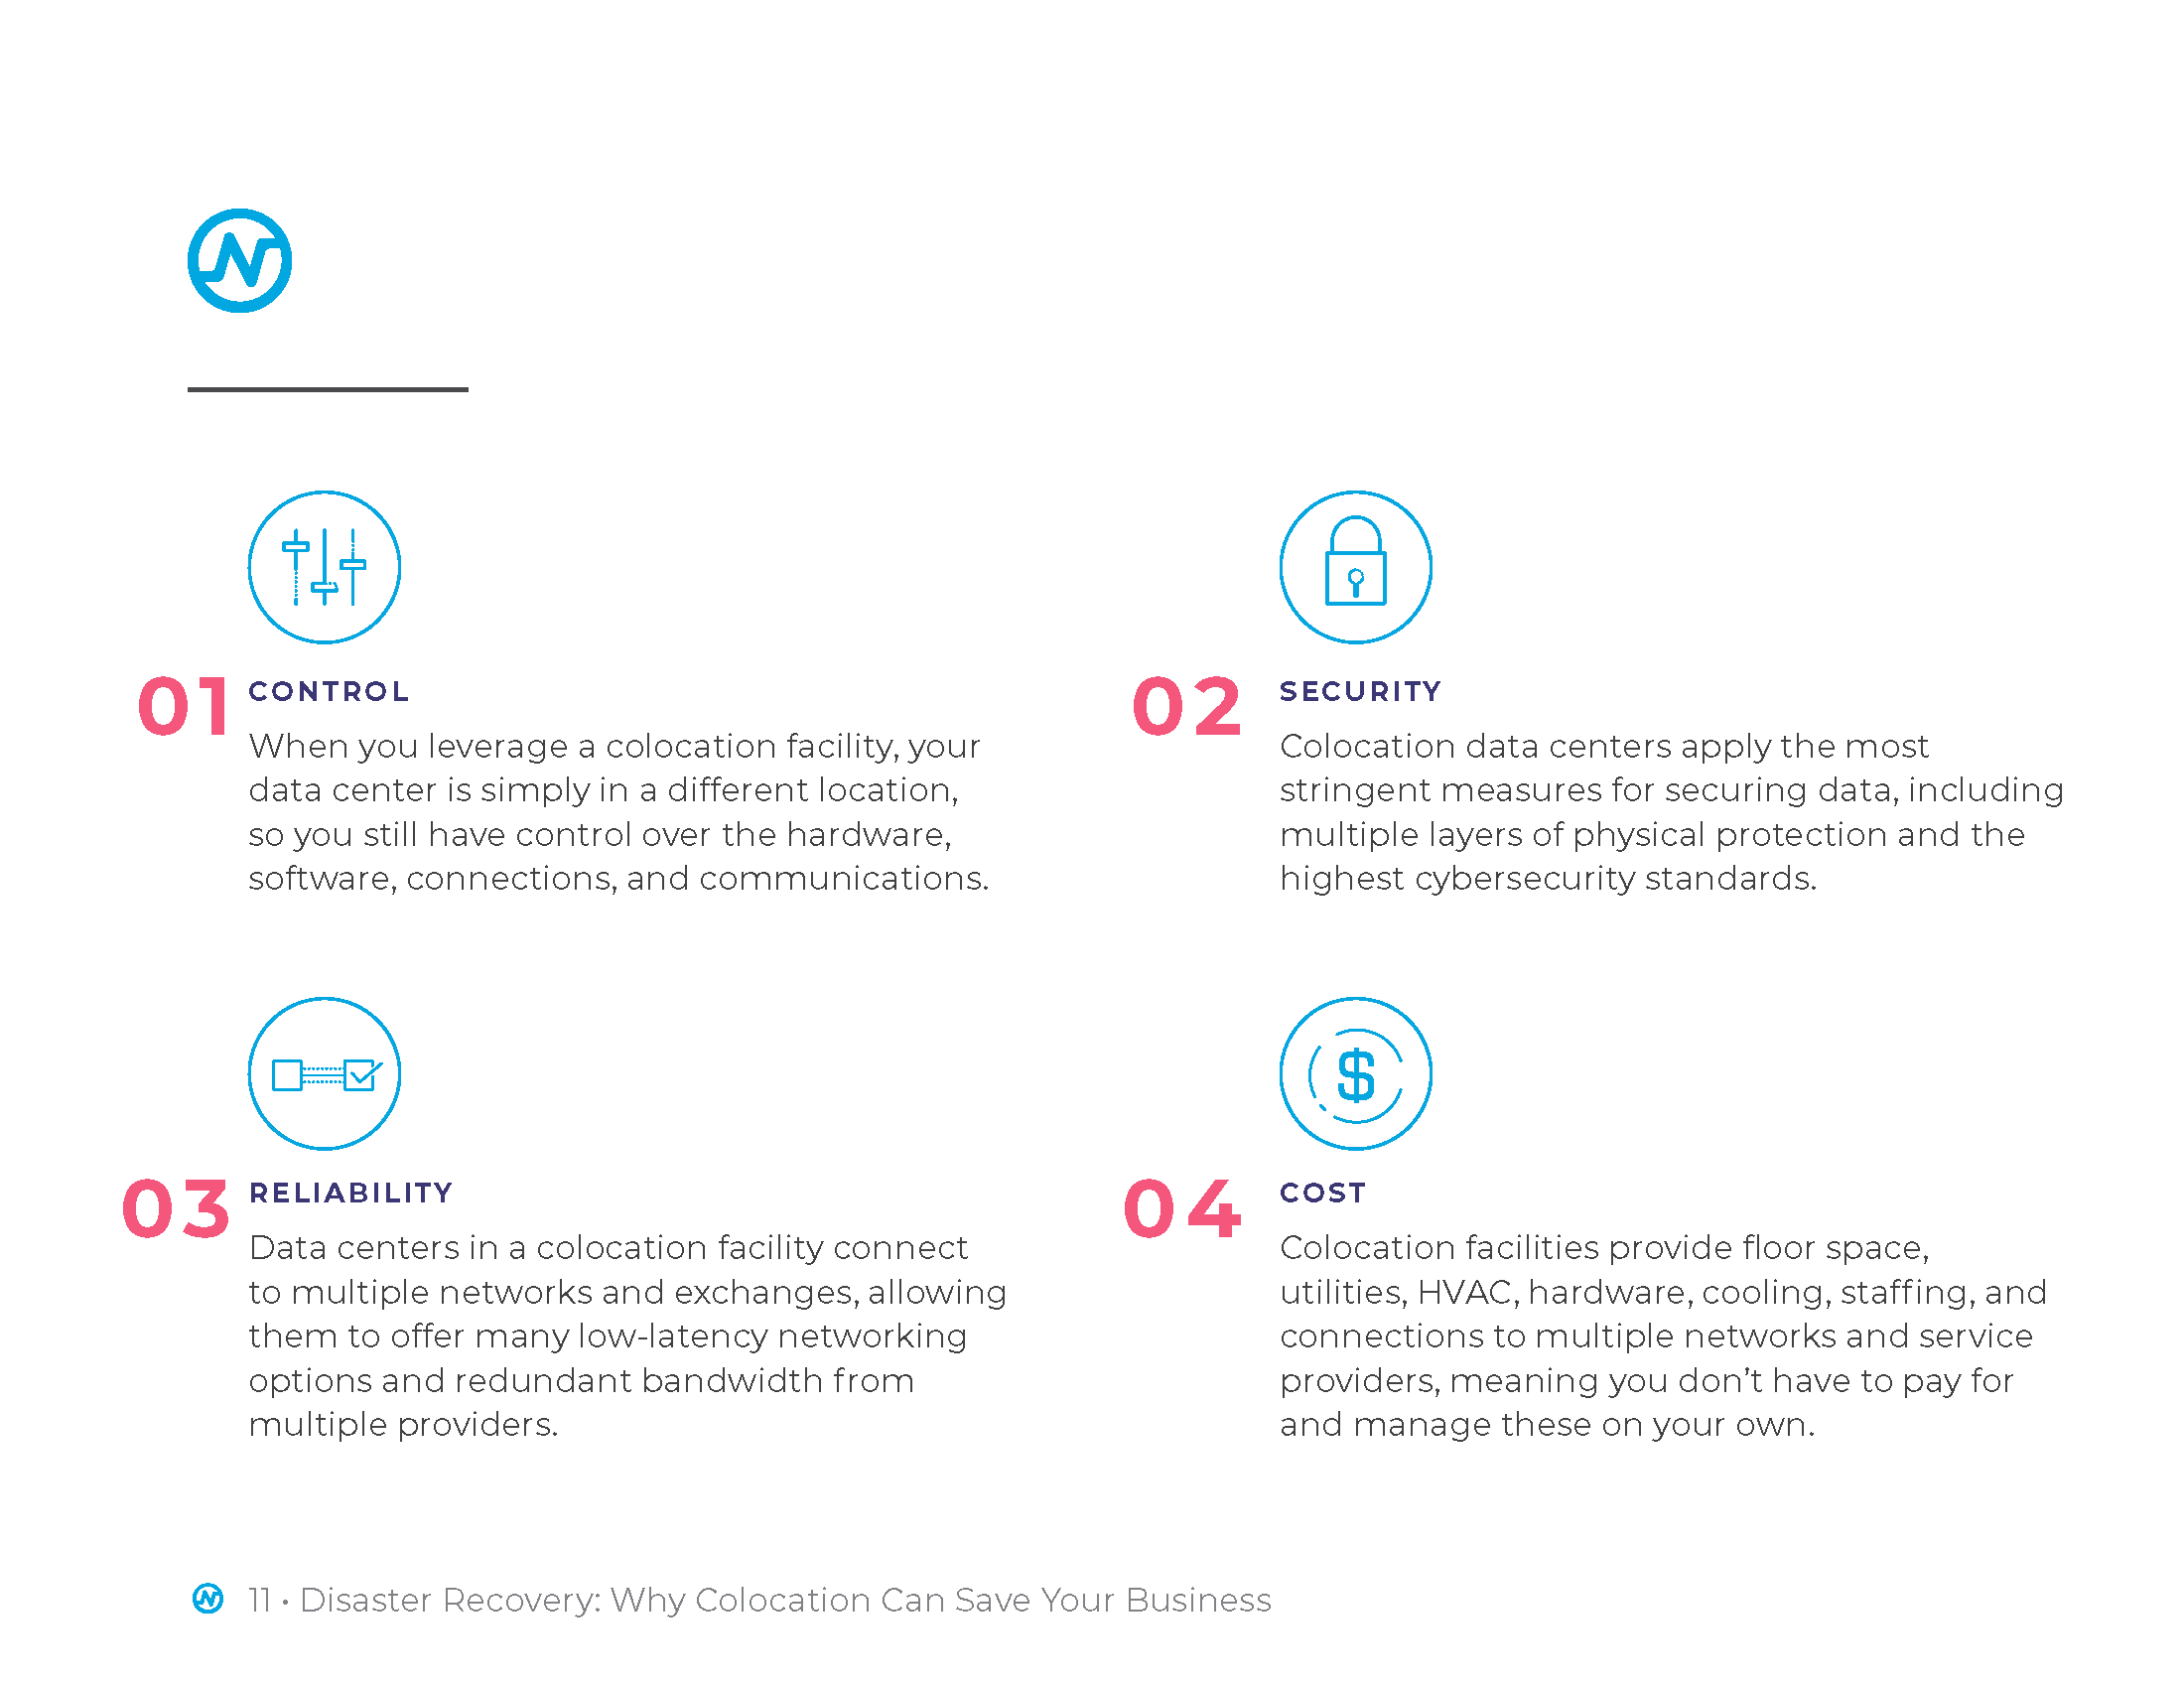 01 CONTROL
When you leverage a colocation facility, your
data center is simply in a different location,
so you still have control over the hardware,
software, connections, and communications.
02 SECURITY
Colocation data centers apply the most
stringent measures for securing data, including
multiple layers of physical protection and the
highest cybersecurity standards.
03 RELIABILITY
Data centers in a colocation facility connect
to multiple networks and exchanges, allowing
them to offer many low-latency networking
options and redundant bandwidth from
multiple providers.
$
04 COST
Colocation facilities provide floor space,
utilities, HVAC, hardware, cooling, staffing, and
connections to multiple networks and service
providers, meaning you don’t have to pay for
and manage these on your own.
11 • Disaster Recovery: Why Colocation Can Save Your Business